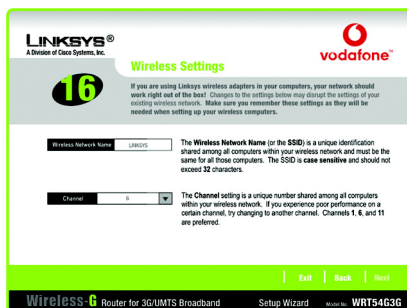 LINKSYS®
A Division of Cisco Systems, Inc.
vodafone™
Wireless Settings
16
If you are using Linksys wireless adapters in your computers, your network should
work right out of the box! Changes to the settings below may disrupt the settings of your
existing wireless network. Make sure you remember these settings as they will be
needed when setting up your wireless computers.
Wireless Network Name LINKSYS
The Wireless Network Name (or the SSID) is a unique identification
shared among all computers within your wireless network and must be the
same for all those computers. The SSID is case sensitive and should not
exceed 32 characters.
Channel 6
The Channel setting is a unique number shared among all computers
within your wireless network. If you experience poor performance on a
certain channel, try changing to another channel. Channels 1, 6, and 11
are preferred.
Exit Back Next
Wireless-G Router for 3G/UMTS Broadband Setup Wizard Model No. WRT54G3G